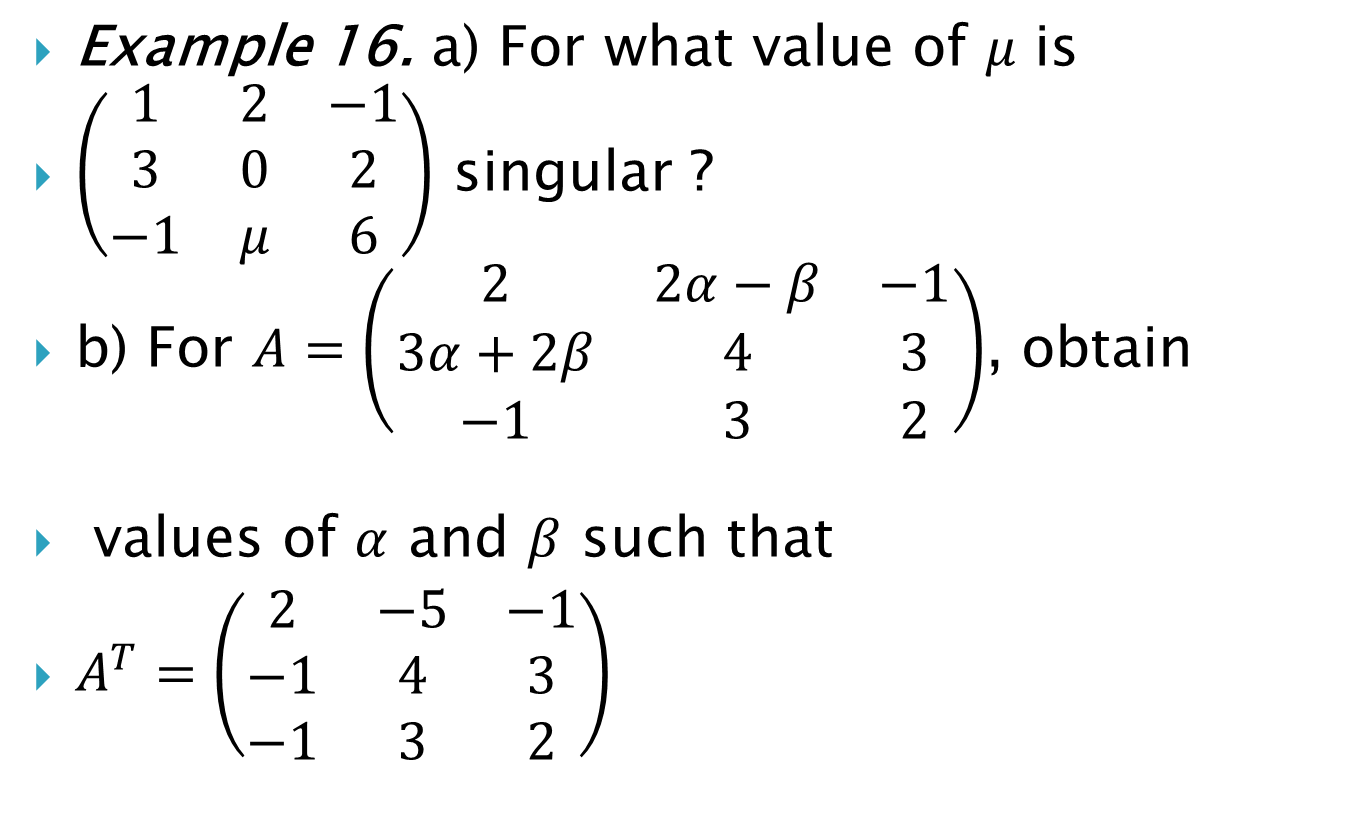 Example 16. a) For what value of μ is
(1 2 −1
3 0 2
−1 μ 6) singular ?
b) For A = (2 2α − β −1
3α + 2β 4 3
−1 3 2), obtain
values of α and β such that
Aᵀ = (2 −5 −1
−1 4 3
−1 3 2)